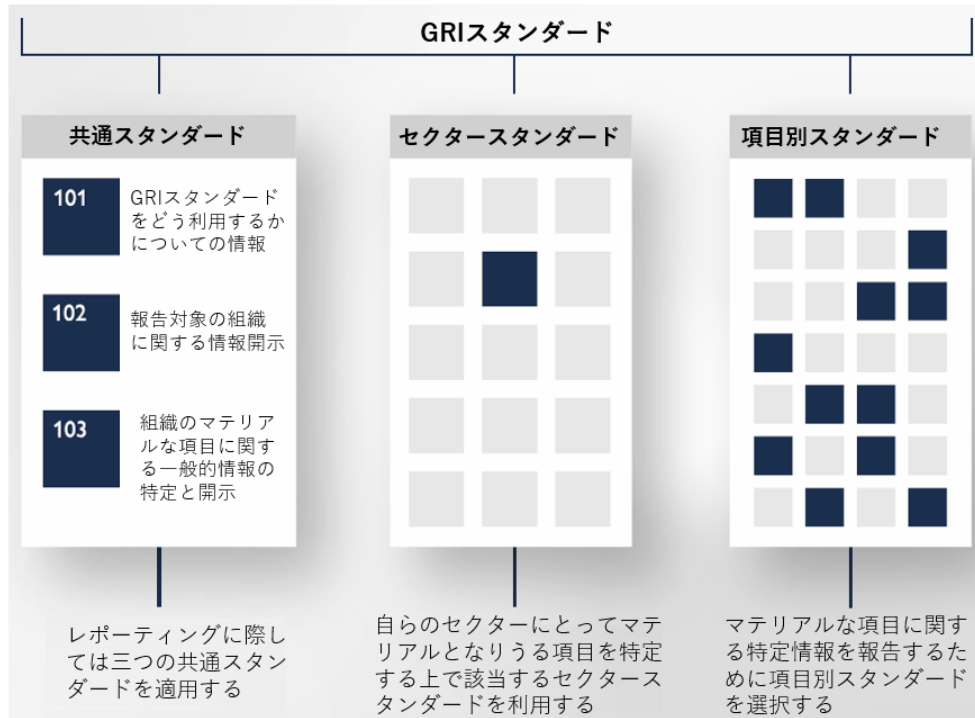 GRIスタンダード
共通スタンダード
101
GRIスタンダード
をどう利用するか
についての情報
102
報告対象の組織
に関する情報開示
103
組織のマテリア
ルな項目に関す
る一般的情報の
特定と開示
レポーティングに際し
ては三つの共通スタン
ダードを適用する
セクタースタンダード
自らのセクターにとってマテ
リアルとなりうる項目を特定
する上で該当するセクタース
タンダードを利用する
項目別スタンダード
マテリアルな項目に関す
る特定情報を報告するた
めに項目別スタンダード
を選択する